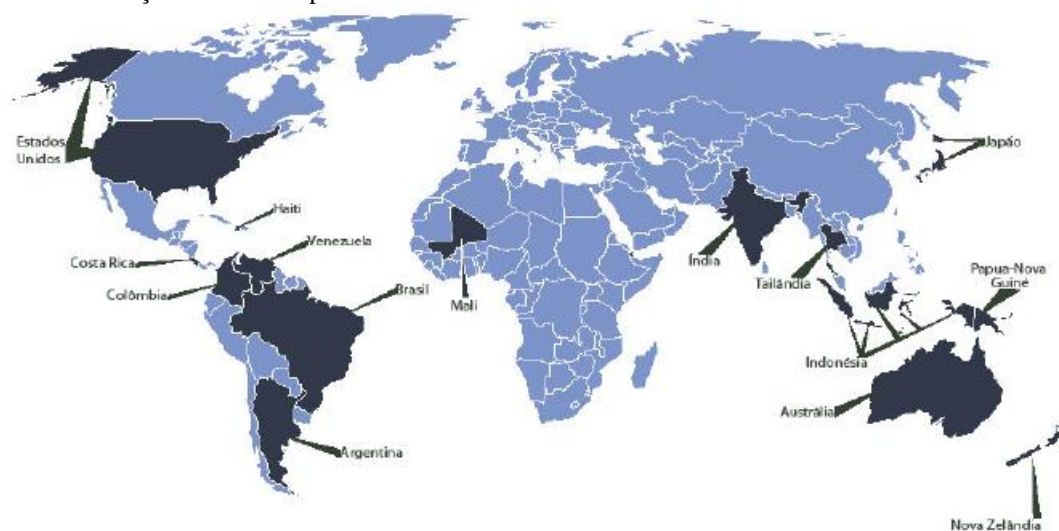 Estados
Unidos
Japão
Haiti
Venezuela
Costa Rica
Índia
Papua-Nova
Guiné
Colômbia
Brasil
Tailândia
Mali
Indonésia
Austrália
Argentina
Nova Zelândia